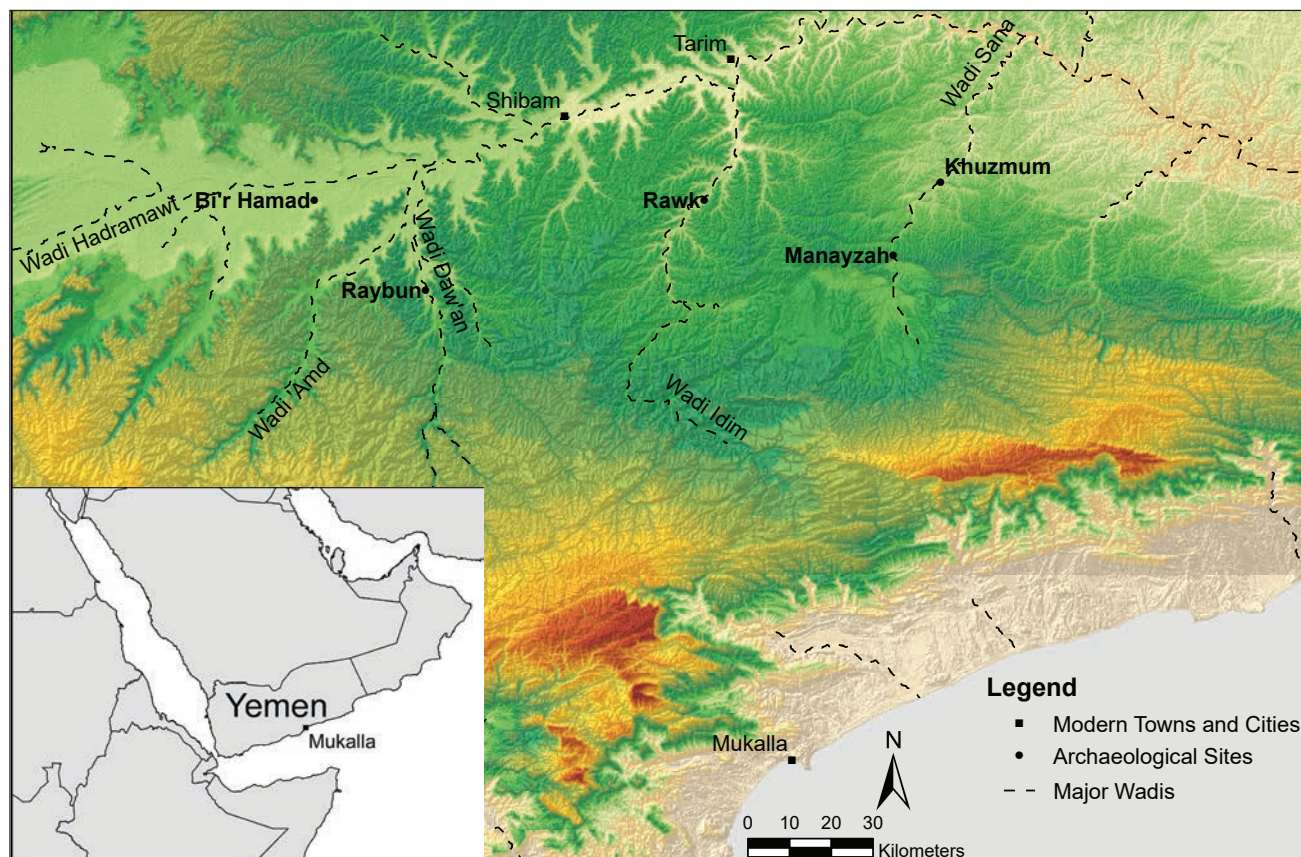 Tarim
Wadi Sana
Shibam
Khuzmum
Bi'r Hamad
Rawk
Wadi Hadramawt
Wadi Daw'an
Manayzah
Raybun
Wadi 'Amd
Wadi Idim
Yemen
Mukalla
Mukalla
N
Legend
Modern Towns and Cities
Archaeological Sites
Major Wadis
0 10 20 30
Kilometers